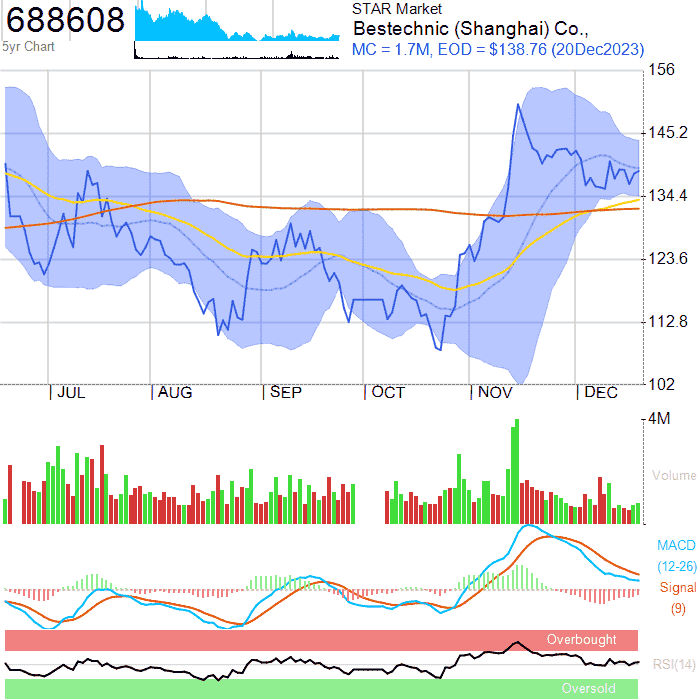 688608
5yr Chart
STAR Market
Bestechnic (Shanghai) Co.,
MC = 1.7M, EOD = $138.76 (20Dec2023)
156
145.2
134.4
123.6
112.8
102
JUL AUG SEP OCT NOV DEC
4M
Volume
MACD
(12-26)
Signal
(9)
Overbought
RSI(14)
Oversold